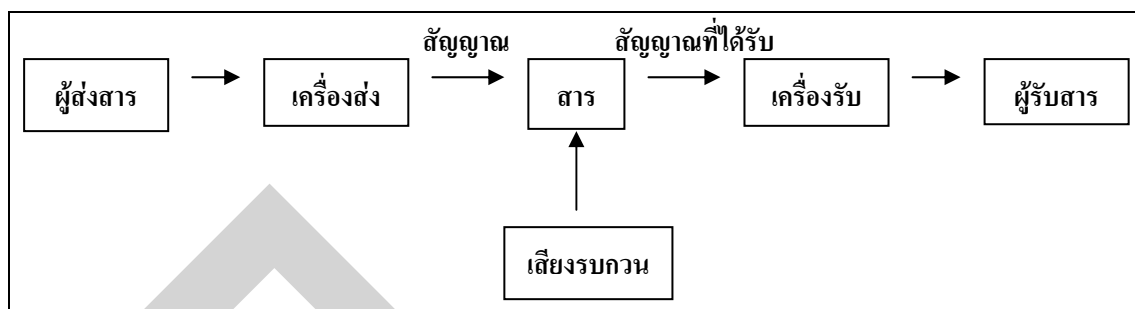 สัญญาณ สัญญาณที่ได้รับ
ผู้ส่งสาร เครื่องส่ง สาร เครื่องรับ ผู้รับสาร
เสียงรบกวน